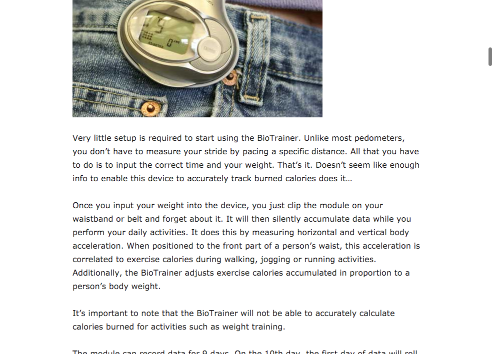 Very little setup is required to start using the BioTrainer. Unlike most pedometers,
you don't have to measure your stride by pacing a specific distance. All that you have
to do is to input the correct time and your weight. That's it. Doesn't seem like enough
info to enable this device to accurately track burned calories does it...
Once you input your weight into the device, you just clip the module on your
waistband or belt and forget about it. It will then silently accumulate data while you
perform your daily activities. It does this by measuring horizontal and vertical body
acceleration. When positioned to the front part of a person's waist, this acceleration is
correlated to exercise calories during walking, jogging or running activities.
Additionally, the BioTrainer adjusts exercise calories accumulated in proportion to a
person's body weight.
It's important to note that the BioTrainer will not be able to accurately calculate
calories burned for activities such as weight training.
The module can record data for 9 days. On the 10th day, the first day of data will roll